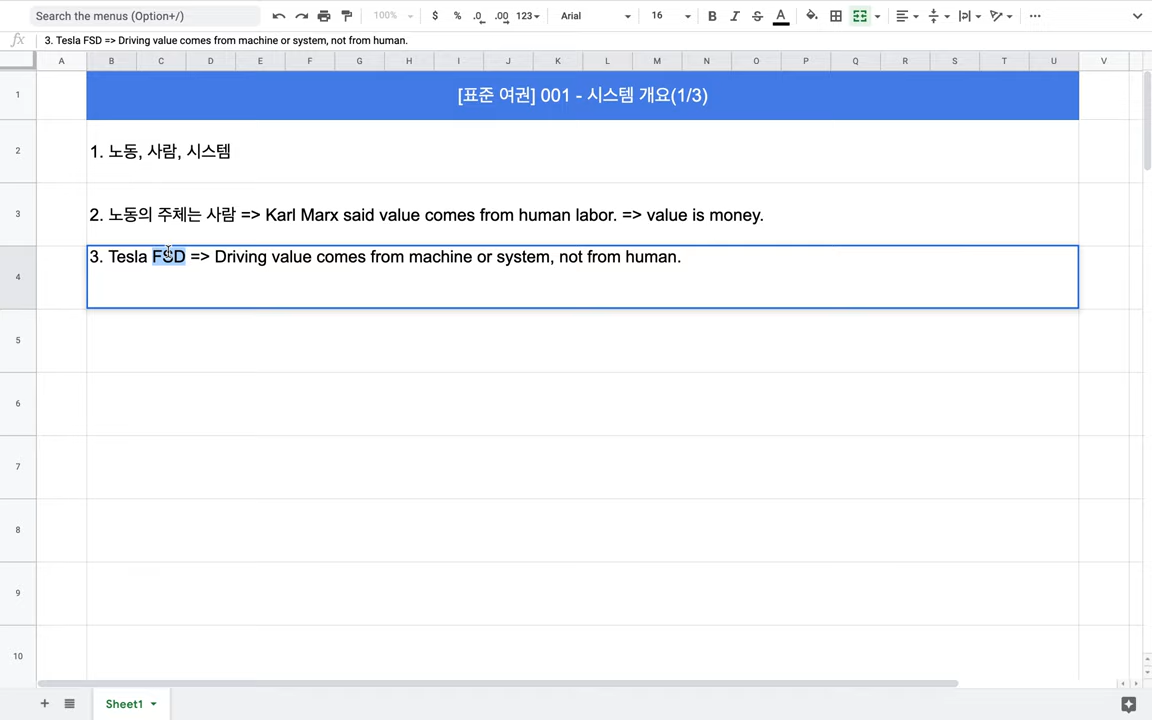 Search the menus (Option+/) 100% $ % .0 .00 123 Arial 16 B I S A
fx 3. Tesla FSD => Driving value comes from machine or system, not from human.
A B C D E F G H I J K L M N O P Q R S T U V
1 [표준 여권] 001 - 시스템 개요(1/3)
2 1. 노동, 사람, 시스템
3 2. 노동의 주체는 사람 => Karl Marx said value comes from human labor. => value is money.
4 3. Tesla FSD => Driving value comes from machine or system, not from human.
5
6
7
8
9
10
Sheet1